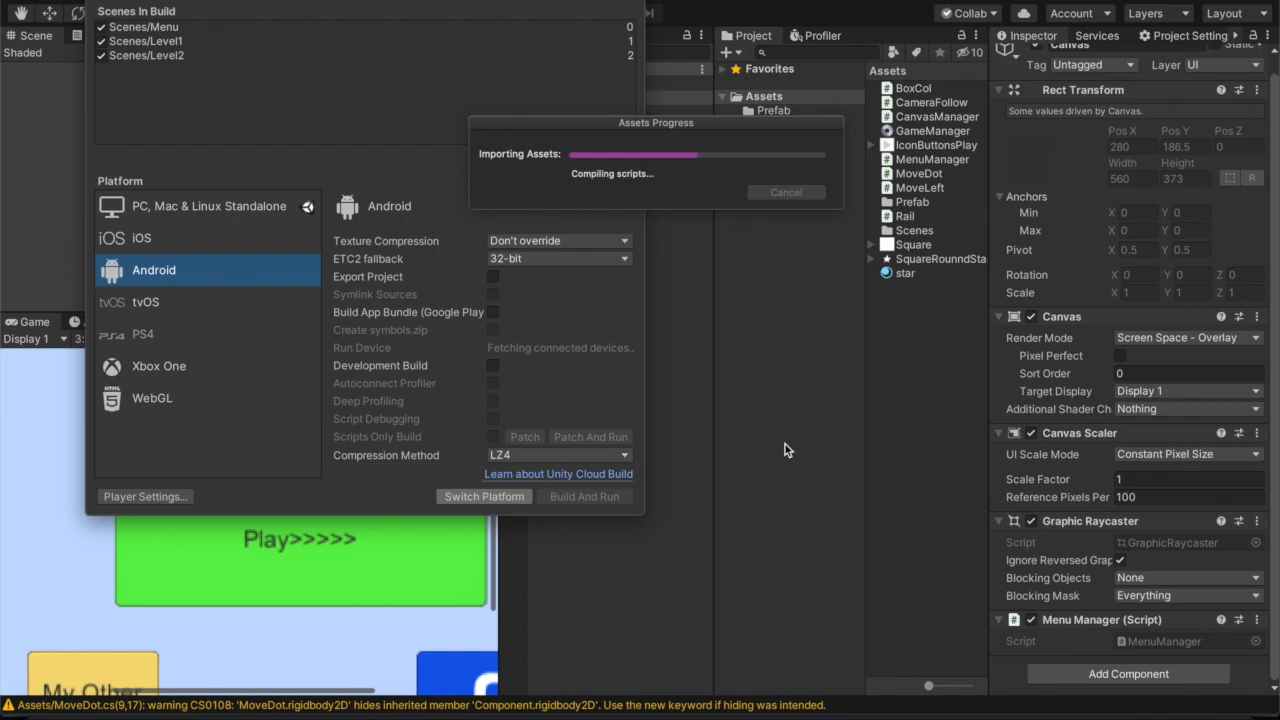 Scenes In Build
Scenes/Menu 0
Scenes/Level1 1
Scenes/Level2 2
Collab
Account
Layers
Layout
Scene
Shaded
Project
Profiler
Inspector
Services
Project Setting
10
Favorites
Assets
Prefab
Assets
BoxCol
CameraFollow
CanvasManager
GameManager
IconButtonsPlay
MenuManager
MoveDot
MoveLeft
Prefab
Rail
Scenes
Square
SquareRounndSta
star
Assets Progress
Importing Assets:
Compiling scripts...
Cancel
Platform
PC, Mac & Linux Standalone
iOS iOS
Android
tvOS tvOS
PS4
Xbox One
HTML 5 WebGL
Android
Texture Compression Don't override
ETC2 fallback 32-bit
Export Project
Symlink Sources
Build App Bundle (Google Play
Create symbols.zip
Run Device Fetching connected devices..
Development Build
Autoconnect Profiler
Deep Profiling
Script Debugging
Scripts Only Build Patch Patch And Run
Compression Method LZ4
Learn about Unity Cloud Build
Player Settings... Switch Platform Build And Run
Game
Display 1 3:
Play>>>>>
My Other
Canvas Static
Tag Untagged Layer UI
Rect Transform
Some values driven by Canvas.
Pos X Pos Y Pos Z
280 186.5 0
Width Height
560 373 R
Anchors
Min X 0 Y 0
Max X 0 Y 0
Pivot X 0.5 Y 0.5
Rotation X 0 Y 0 Z 0
Scale X 1 Y 1 Z 1
Canvas
Render Mode Screen Space - Overlay
Pixel Perfect
Sort Order 0
Target Display Display 1
Additional Shader Ch Nothing
Canvas Scaler
UI Scale Mode Constant Pixel Size
Scale Factor 1
Reference Pixels Per 100
Graphic Raycaster
Script GraphicRaycaster
Ignore Reversed Grap
Blocking Objects None
Blocking Mask Everything
Menu Manager (Script)
Script MenuManager
Add Component
Assets/MoveDot.cs(9,17): warning CS0108: 'MoveDot.rigidbody2D' hides inherited member 'Component.rigidbody2D'. Use the new keyword if hiding was intended.